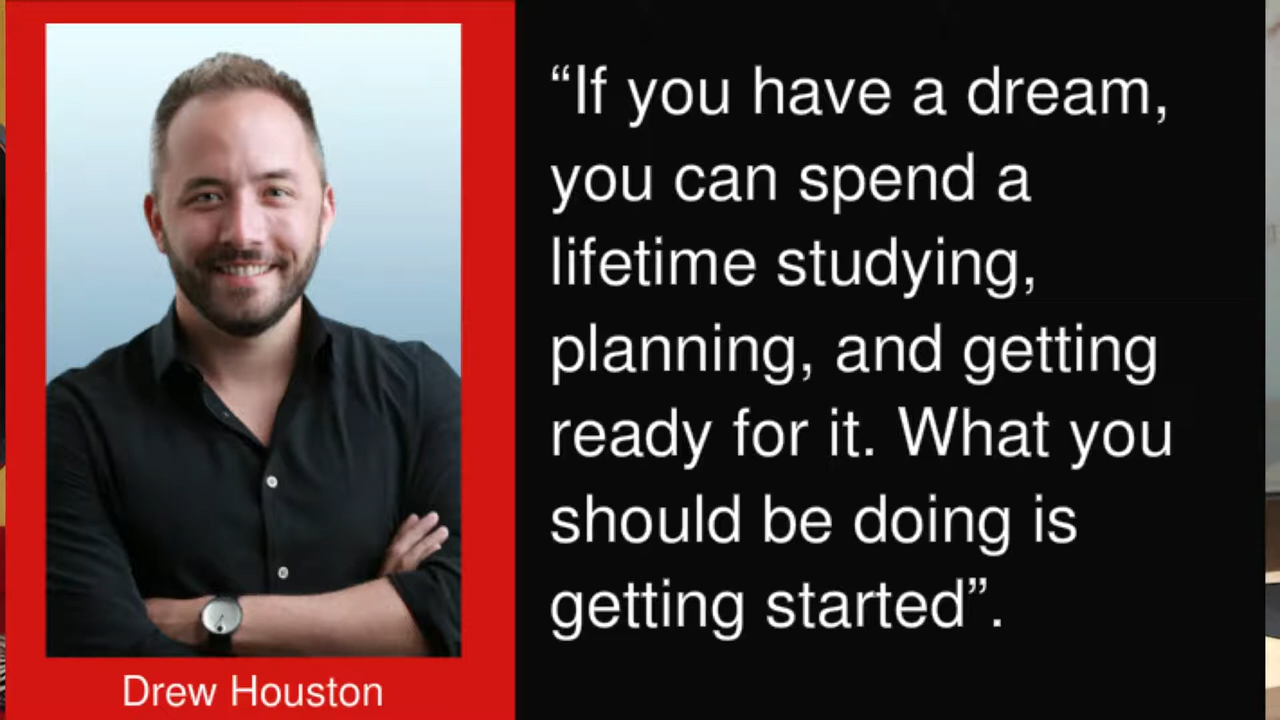 “If you have a dream,
you can spend a
lifetime studying,
planning, and getting
ready for it. What you
should be doing is
getting started”.
Drew Houston